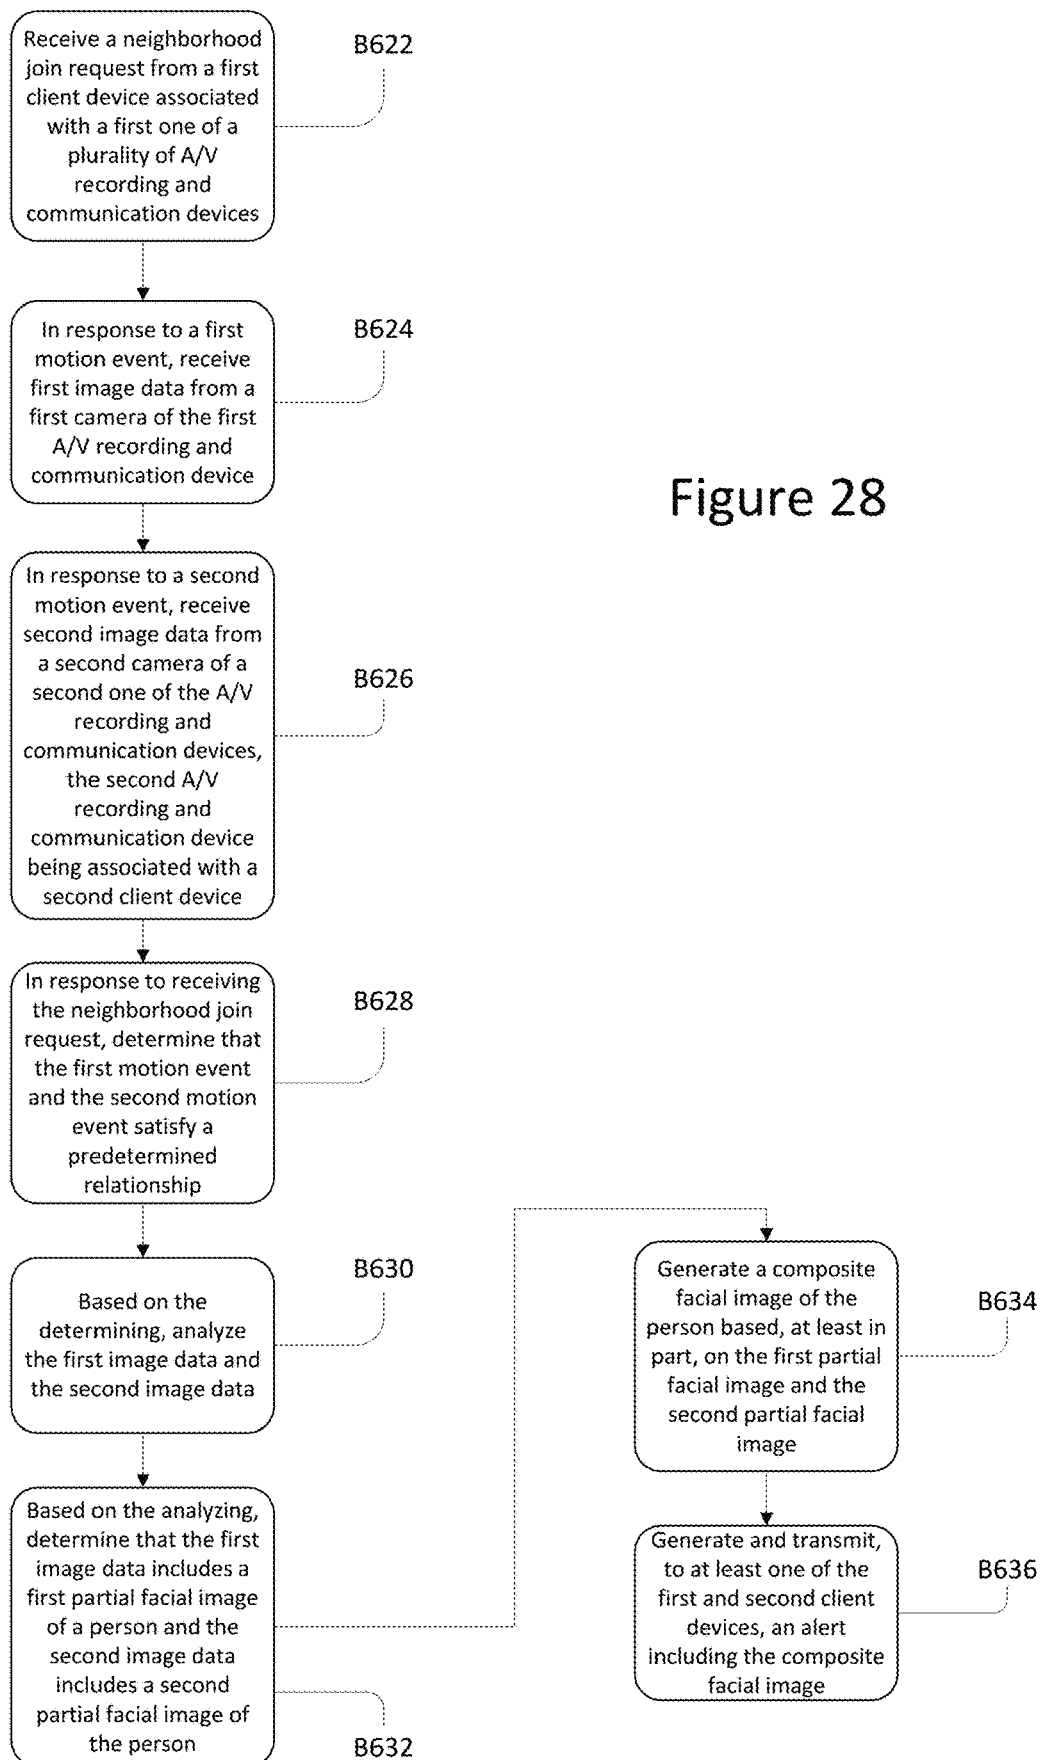 Receive a neighborhood
join request from a first
client device associated
with a first one of a
plurality of A/V
recording and
communication devices
B622
In response to a first
motion event, receive
first image data from a
first camera of the first
A/V recording and
communication device
B624
Figure 28
In response to a second
motion event, receive
second image data from
a second camera of a
second one of the A/V
recording and
communication devices,
the second A/V
recording and
communication device
being associated with a
second client device
B626
In response to receiving
the neighborhood join
request, determine that
the first motion event
and the second motion
event satisfy a
predetermined
relationship
B628
Based on the
determining, analyze
the first image data and
the second image data
B630
Based on the analyzing,
determine that the first
image data includes a
first partial facial image
of a person and the
second image data
includes a second
partial facial image of
the person
B632
Generate a composite
facial image of the
person based, at least in
part, on the first partial
facial image and the
second partial facial
image
B634
Generate and transmit,
to at least one of the
first and second client
devices, an alert
including the composite
facial image
B636